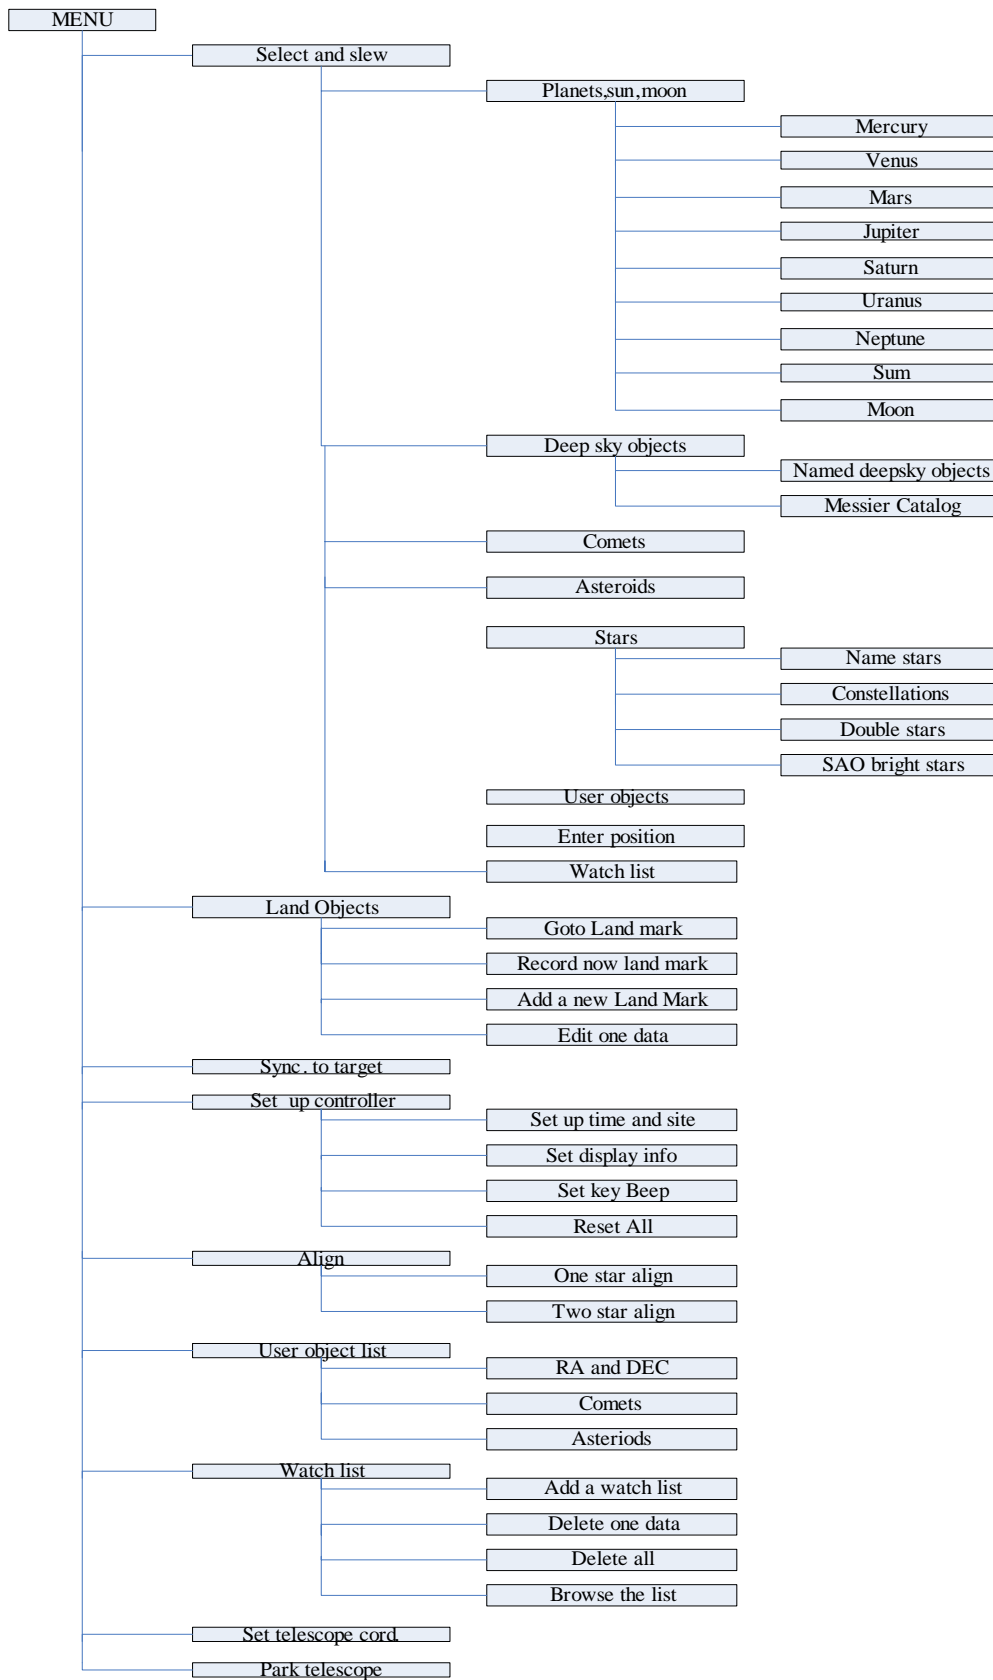 MENU
Select and slew
Planets,sun,moon
Mercury
Venus
Mars
Jupiter
Saturn
Uranus
Neptune
Sum
Moon
Deep sky objects
Named deepsky objects
Messier Catalog
Comets
Asteroids
Stars
Name stars
Constellations
Double stars
SAO bright stars
User objects
Enter position
Watch list
Land Objects
Goto Land mark
Record now land mark
Add a new Land Mark
Edit one data
Sync. to target
Set up controller
Set up time and site
Set display info
Set key Beep
Reset All
Align
One star align
Two star align
User object list
RA and DEC
Comets
Asteriods
Watch list
Add a watch list
Delete one data
Delete all
Browse the list
Set telescope cord.
Park telescope